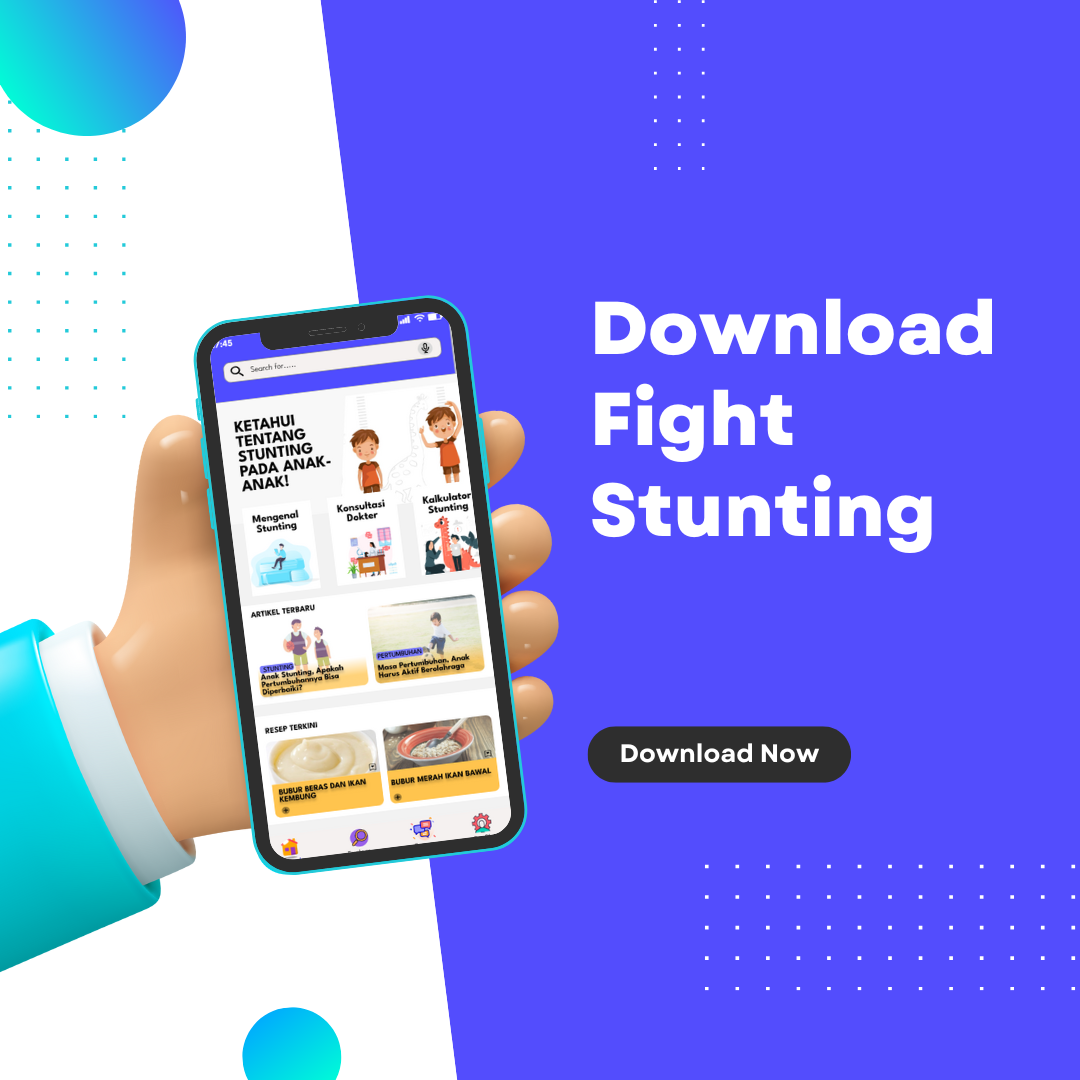 7:45
Search for.....
KETAHUI
TENTANG
STUNTING
PADA ANAK-
ANAK!
Mengenal
Stunting
Konsultasi
Dokter
Kalkulator
Stunting
ARTIKEL TERBARU
STUNTING
Anak Stunting, Apakah
Pertumbuhannya Bisa
Diperbaiki?
PERTUMBUHAN
Masa Pertumbuhan, Anak
Harus Aktif Berolahraga
RESEP TERKINI
BUBUR BERAS DAN IKAN
KEMBUNG
BUBUR MERAH IKAN BAWAL
Download
Fight
Stunting
Download Now